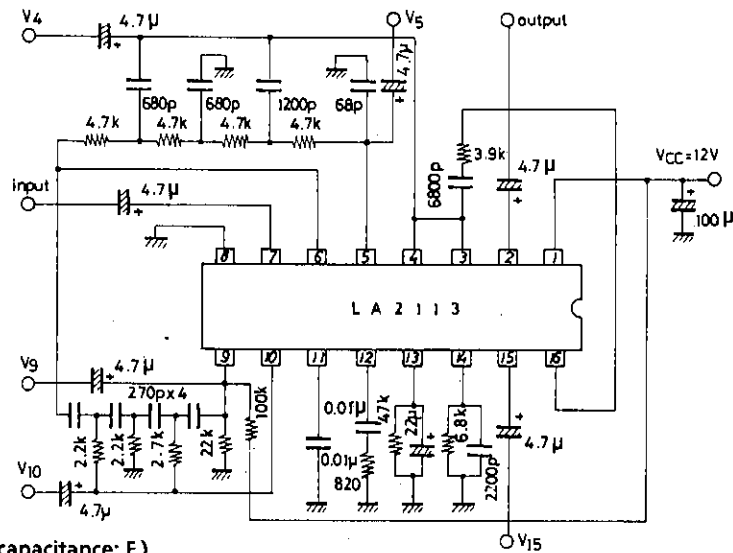 V4
4.7μ
+
V5
output
4.7μ
+
680p
680p
1200p
68p
4.7k
4.7k
4.7k
4.7k
3.9k
6800p
4.7μ
+
VCC=12V
100μ
+
input
4.7μ
+
8
7
6
5
4
3
2
1
LA2113
9
10
11
12
13
14
15
16
V9
4.7μ
+
270p×4
2.2k
2.2k
2.7k
22k
100k
V10
4.7μ
+
0.01μ
0.01μ
820
47k
22μ
+
6.8k
2200p
4.7μ
+
V15
capacitance: F)